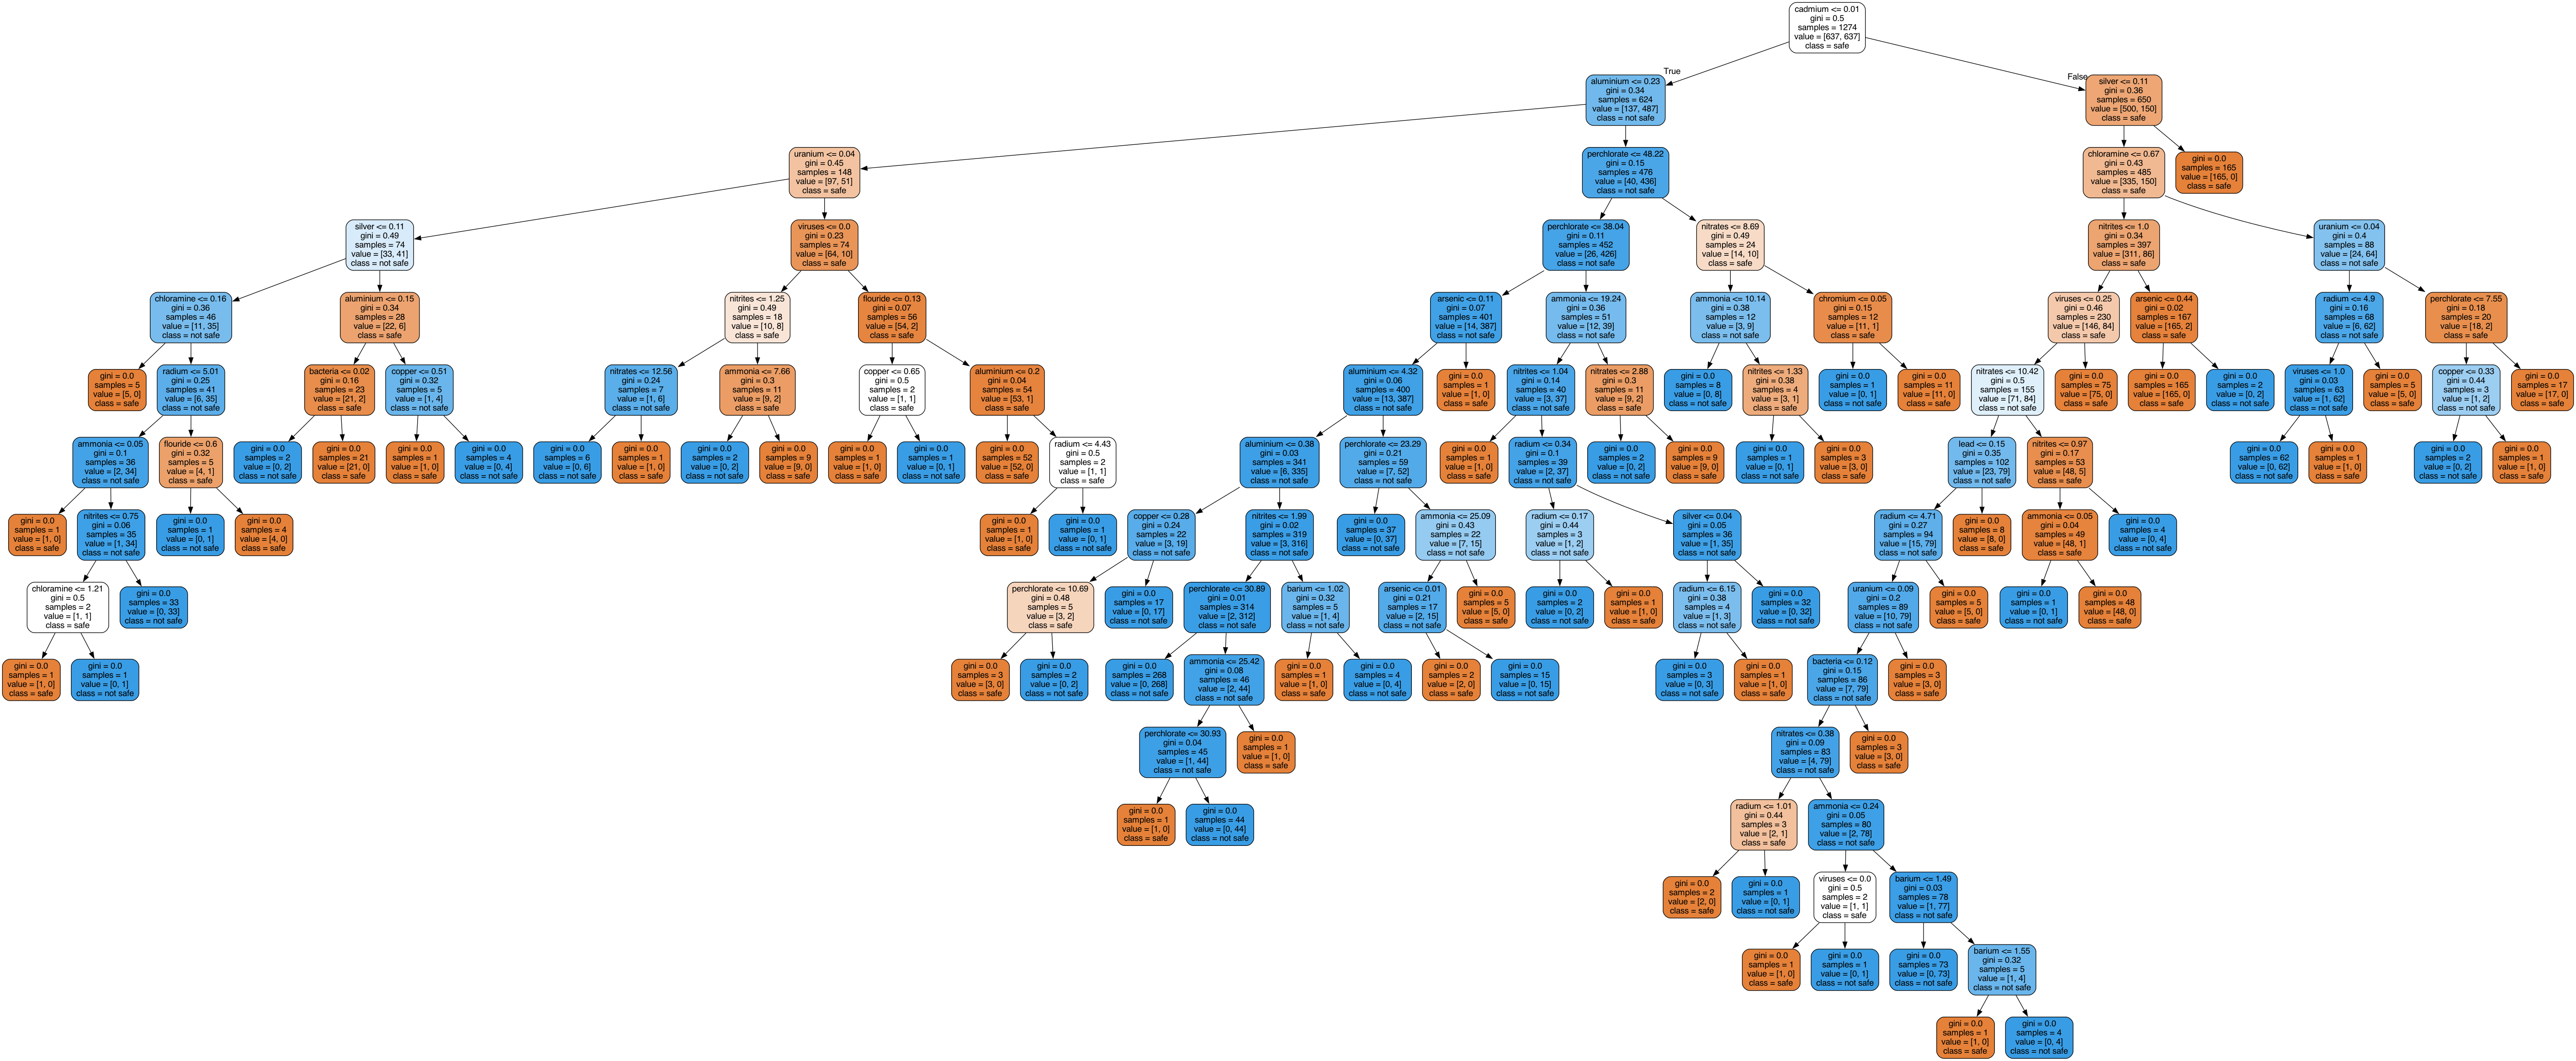 cadmium <= 0.01
gini = 0.5
samples = 1274
value = [637, 637]
class = safe
True
False
aluminium <= 0.23
gini = 0.34
samples = 624
value = [137, 487]
class = not safe
silver <= 0.11
gini = 0.36
samples = 650
value = [500, 150]
class = safe
uranium <= 0.04
gini = 0.45
samples = 148
value = [97, 51]
class = safe
perchlorate <= 48.22
gini = 0.15
samples = 476
value = [40, 436]
class = not safe
chloramine <= 0.67
gini = 0.43
samples = 485
value = [335, 150]
class = safe
gini = 0.0
samples = 165
value = [165, 0]
class = safe
silver <= 0.11
gini = 0.49
samples = 74
value = [33, 41]
class = not safe
viruses <= 0.0
gini = 0.23
samples = 74
value = [64, 10]
class = safe
perchlorate <= 38.04
gini = 0.11
samples = 452
value = [26, 426]
class = not safe
nitrates <= 8.69
gini = 0.49
samples = 24
value = [14, 10]
class = safe
nitrites <= 1.0
gini = 0.34
samples = 397
value = [311, 86]
class = safe
uranium <= 0.04
gini = 0.4
samples = 88
value = [24, 64]
class = not safe
chloramine <= 0.16
gini = 0.36
samples = 46
value = [11, 35]
class = not safe
aluminium <= 0.15
gini = 0.34
samples = 28
value = [22, 6]
class = safe
nitrites <= 1.25
gini = 0.49
samples = 18
value = [10, 8]
class = safe
flouride <= 0.13
gini = 0.07
samples = 56
value = [54, 2]
class = safe
arsenic <= 0.11
gini = 0.07
samples = 401
value = [14, 387]
class = not safe
ammonia <= 19.24
gini = 0.36
samples = 51
value = [12, 39]
class = not safe
ammonia <= 10.14
gini = 0.38
samples = 12
value = [3, 9]
class = not safe
chromium <= 0.05
gini = 0.15
samples = 12
value = [11, 1]
class = safe
viruses <= 0.25
gini = 0.46
samples = 230
value = [146, 84]
class = safe
arsenic <= 0.44
gini = 0.02
samples = 167
value = [165, 2]
class = safe
radium <= 4.9
gini = 0.16
samples = 68
value = [6, 62]
class = not safe
perchlorate <= 7.55
gini = 0.18
samples = 20
value = [18, 2]
class = safe
gini = 0.0
samples = 5
value = [5, 0]
class = safe
radium <= 5.01
gini = 0.25
samples = 41
value = [6, 35]
class = not safe
bacteria <= 0.02
gini = 0.16
samples = 23
value = [21, 2]
class = safe
copper <= 0.51
gini = 0.32
samples = 5
value = [1, 4]
class = not safe
nitrates <= 12.56
gini = 0.24
samples = 7
value = [1, 6]
class = not safe
ammonia <= 7.66
gini = 0.3
samples = 11
value = [9, 2]
class = safe
copper <= 0.65
gini = 0.5
samples = 2
value = [1, 1]
class = safe
aluminium <= 0.2
gini = 0.04
samples = 54
value = [53, 1]
class = safe
aluminium <= 4.32
gini = 0.06
samples = 400
value = [13, 387]
class = not safe
gini = 0.0
samples = 1
value = [1, 0]
class = safe
nitrites <= 1.04
gini = 0.14
samples = 40
value = [3, 37]
class = not safe
nitrates <= 2.88
gini = 0.3
samples = 11
value = [9, 2]
class = safe
gini = 0.0
samples = 8
value = [0, 8]
class = not safe
nitrites <= 1.33
gini = 0.38
samples = 4
value = [3, 1]
class = safe
gini = 0.0
samples = 1
value = [0, 1]
class = not safe
gini = 0.0
samples = 11
value = [11, 0]
class = safe
nitrates <= 10.42
gini = 0.5
samples = 155
value = [71, 84]
class = not safe
gini = 0.0
samples = 75
value = [75, 0]
class = safe
gini = 0.0
samples = 165
value = [165, 0]
class = safe
gini = 0.0
samples = 2
value = [0, 2]
class = not safe
viruses <= 1.0
gini = 0.03
samples = 63
value = [1, 62]
class = not safe
gini = 0.0
samples = 5
value = [5, 0]
class = safe
copper <= 0.33
gini = 0.44
samples = 3
value = [1, 2]
class = not safe
gini = 0.0
samples = 17
value = [17, 0]
class = safe
ammonia <= 0.05
gini = 0.1
samples = 36
value = [2, 34]
class = not safe
flouride <= 0.6
gini = 0.32
samples = 5
value = [4, 1]
class = safe
gini = 0.0
samples = 2
value = [0, 2]
class = not safe
gini = 0.0
samples = 21
value = [21, 0]
class = safe
gini = 0.0
samples = 1
value = [1, 0]
class = safe
gini = 0.0
samples = 4
value = [0, 4]
class = not safe
gini = 0.0
samples = 6
value = [0, 6]
class = not safe
gini = 0.0
samples = 1
value = [1, 0]
class = safe
gini = 0.0
samples = 2
value = [0, 2]
class = not safe
gini = 0.0
samples = 9
value = [9, 0]
class = safe
gini = 0.0
samples = 1
value = [1, 0]
class = safe
gini = 0.0
samples = 1
value = [0, 1]
class = not safe
gini = 0.0
samples = 52
value = [52, 0]
class = safe
radium <= 4.43
gini = 0.5
samples = 2
value = [1, 1]
class = safe
aluminium <= 0.38
gini = 0.03
samples = 341
value = [6, 335]
class = not safe
perchlorate <= 23.29
gini = 0.21
samples = 59
value = [7, 52]
class = not safe
gini = 0.0
samples = 1
value = [1, 0]
class = safe
radium <= 0.34
gini = 0.1
samples = 39
value = [2, 37]
class = not safe
gini = 0.0
samples = 2
value = [0, 2]
class = not safe
gini = 0.0
samples = 9
value = [9, 0]
class = safe
gini = 0.0
samples = 1
value = [0, 1]
class = not safe
gini = 0.0
samples = 3
value = [3, 0]
class = safe
lead <= 0.15
gini = 0.35
samples = 102
value = [23, 79]
class = not safe
nitrites <= 0.97
gini = 0.17
samples = 53
value = [48, 5]
class = safe
gini = 0.0
samples = 62
value = [0, 62]
class = not safe
gini = 0.0
samples = 1
value = [1, 0]
class = safe
gini = 0.0
samples = 2
value = [0, 2]
class = not safe
gini = 0.0
samples = 1
value = [1, 0]
class = safe
gini = 0.0
samples = 1
value = [1, 0]
class = safe
nitrites <= 0.75
gini = 0.06
samples = 35
value = [1, 34]
class = not safe
gini = 0.0
samples = 1
value = [0, 1]
class = not safe
gini = 0.0
samples = 4
value = [4, 0]
class = safe
gini = 0.0
samples = 1
value = [1, 0]
class = safe
gini = 0.0
samples = 1
value = [0, 1]
class = not safe
copper <= 0.28
gini = 0.24
samples = 22
value = [3, 19]
class = not safe
nitrites <= 1.99
gini = 0.02
samples = 319
value = [3, 316]
class = not safe
gini = 0.0
samples = 37
value = [0, 37]
class = not safe
ammonia <= 25.09
gini = 0.43
samples = 22
value = [7, 15]
class = not safe
radium <= 0.17
gini = 0.44
samples = 3
value = [1, 2]
class = not safe
silver <= 0.04
gini = 0.05
samples = 36
value = [1, 35]
class = not safe
radium <= 4.71
gini = 0.27
samples = 94
value = [15, 79]
class = not safe
gini = 0.0
samples = 8
value = [8, 0]
class = safe
ammonia <= 0.05
gini = 0.04
samples = 49
value = [48, 1]
class = safe
gini = 0.0
samples = 4
value = [0, 4]
class = not safe
chloramine <= 1.21
gini = 0.5
samples = 2
value = [1, 1]
class = safe
gini = 0.0
samples = 33
value = [0, 33]
class = not safe
perchlorate <= 10.69
gini = 0.48
samples = 5
value = [3, 2]
class = safe
gini = 0.0
samples = 17
value = [0, 17]
class = not safe
perchlorate <= 30.89
gini = 0.01
samples = 314
value = [2, 312]
class = not safe
barium <= 1.02
gini = 0.32
samples = 5
value = [1, 4]
class = not safe
arsenic <= 0.01
gini = 0.21
samples = 17
value = [2, 15]
class = not safe
gini = 0.0
samples = 5
value = [5, 0]
class = safe
gini = 0.0
samples = 2
value = [0, 2]
class = not safe
gini = 0.0
samples = 1
value = [1, 0]
class = safe
radium <= 6.15
gini = 0.38
samples = 4
value = [1, 3]
class = not safe
gini = 0.0
samples = 32
value = [0, 32]
class = not safe
uranium <= 0.09
gini = 0.2
samples = 89
value = [10, 79]
class = not safe
gini = 0.0
samples = 5
value = [5, 0]
class = safe
gini = 0.0
samples = 1
value = [0, 1]
class = not safe
gini = 0.0
samples = 48
value = [48, 0]
class = safe
gini = 0.0
samples = 1
value = [1, 0]
class = safe
gini = 0.0
samples = 1
value = [0, 1]
class = not safe
gini = 0.0
samples = 3
value = [3, 0]
class = safe
gini = 0.0
samples = 2
value = [0, 2]
class = not safe
gini = 0.0
samples = 268
value = [0, 268]
class = not safe
ammonia <= 25.42
gini = 0.08
samples = 46
value = [2, 44]
class = not safe
gini = 0.0
samples = 1
value = [1, 0]
class = safe
gini = 0.0
samples = 4
value = [0, 4]
class = not safe
gini = 0.0
samples = 2
value = [2, 0]
class = safe
gini = 0.0
samples = 15
value = [0, 15]
class = not safe
gini = 0.0
samples = 3
value = [0, 3]
class = not safe
gini = 0.0
samples = 1
value = [1, 0]
class = safe
bacteria <= 0.12
gini = 0.15
samples = 86
value = [7, 79]
class = not safe
gini = 0.0
samples = 3
value = [3, 0]
class = safe
perchlorate <= 30.93
gini = 0.04
samples = 45
value = [1, 44]
class = not safe
gini = 0.0
samples = 1
value = [1, 0]
class = safe
nitrates <= 0.38
gini = 0.09
samples = 83
value = [4, 79]
class = not safe
gini = 0.0
samples = 3
value = [3, 0]
class = safe
gini = 0.0
samples = 1
value = [1, 0]
class = safe
gini = 0.0
samples = 44
value = [0, 44]
class = not safe
radium <= 1.01
gini = 0.44
samples = 3
value = [2, 1]
class = safe
ammonia <= 0.24
gini = 0.05
samples = 80
value = [2, 78]
class = not safe
gini = 0.0
samples = 2
value = [2, 0]
class = safe
gini = 0.0
samples = 1
value = [0, 1]
class = not safe
viruses <= 0.0
gini = 0.5
samples = 2
value = [1, 1]
class = safe
barium <= 1.49
gini = 0.03
samples = 78
value = [1, 77]
class = not safe
gini = 0.0
samples = 1
value = [1, 0]
class = safe
gini = 0.0
samples = 1
value = [0, 1]
class = not safe
gini = 0.0
samples = 73
value = [0, 73]
class = not safe
barium <= 1.55
gini = 0.32
samples = 5
value = [1, 4]
class = not safe
gini = 0.0
samples = 1
value = [1, 0]
class = safe
gini = 0.0
samples = 4
value = [0, 4]
class = not safe